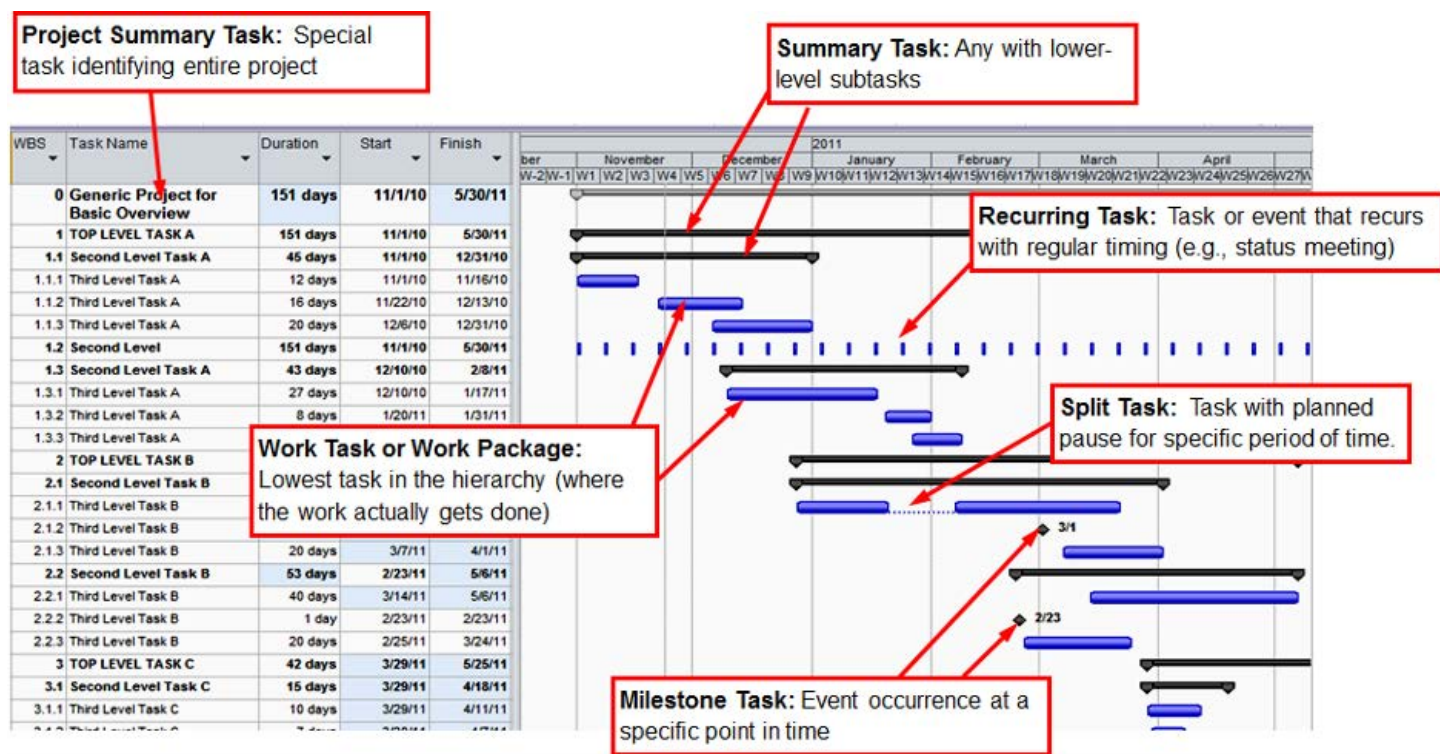 Project Summary Task: Special
task identifying entire project
Summary Task: Any with lower-
level subtasks
WBS Task Name Duration Start Finish
2011
ber November December January February March April
W-2 W-1 W1 W2 W3 W4 W5 W6 W7 W8 W9 W10 W11 W12 W13 W14 W15 W16 W17 W18 W19 W20 W21 W22 W23 W24 W25 W26 W27
0 Generic Project for 151 days 11/1/10 5/30/11
Basic Overview
Recurring Task: Task or event that recurs
with regular timing (e.g., status meeting)
1 TOP LEVEL TASK A 151 days 11/1/10 5/30/11
1.1 Second Level Task A 45 days 11/1/10 12/31/10
1.1.1 Third Level Task A 12 days 11/1/10 11/16/10
1.1.2 Third Level Task A 16 days 11/22/10 12/13/10
1.1.3 Third Level Task A 20 days 12/6/10 12/31/10
1.2 Second Level 151 days 11/1/10 5/30/11
1.3 Second Level Task A 43 days 12/10/10 2/8/11
1.3.1 Third Level Task A 27 days 12/10/10 1/17/11
1.3.2 Third Level Task A 8 days 1/20/11 1/31/11
1.3.3 Third Level Task A
Split Task: Task with planned
pause for specific period of time.
Work Task or Work Package:
Lowest task in the hierarchy (where
the work actually gets done)
2 TOP LEVEL TASK B
2.1 Second Level Task B
2.1.1 Third Level Task B
2.1.2 Third Level Task B 3/1
2.1.3 Third Level Task B 20 days 3/7/11 4/1/11
2.2 Second Level Task B 53 days 2/23/11 5/6/11
2.2.1 Third Level Task B 40 days 3/14/11 5/6/11
2.2.2 Third Level Task B 1 day 2/23/11 2/23/11 2/23
2.2.3 Third Level Task B 20 days 2/25/11 3/24/11
3 TOP LEVEL TASK C 42 days 3/29/11 5/25/11
3.1 Second Level Task C 15 days 3/29/11 4/18/11
3.1.1 Third Level Task C 10 days 3/29/11 4/11/11
Milestone Task: Event occurrence at a
specific point in time